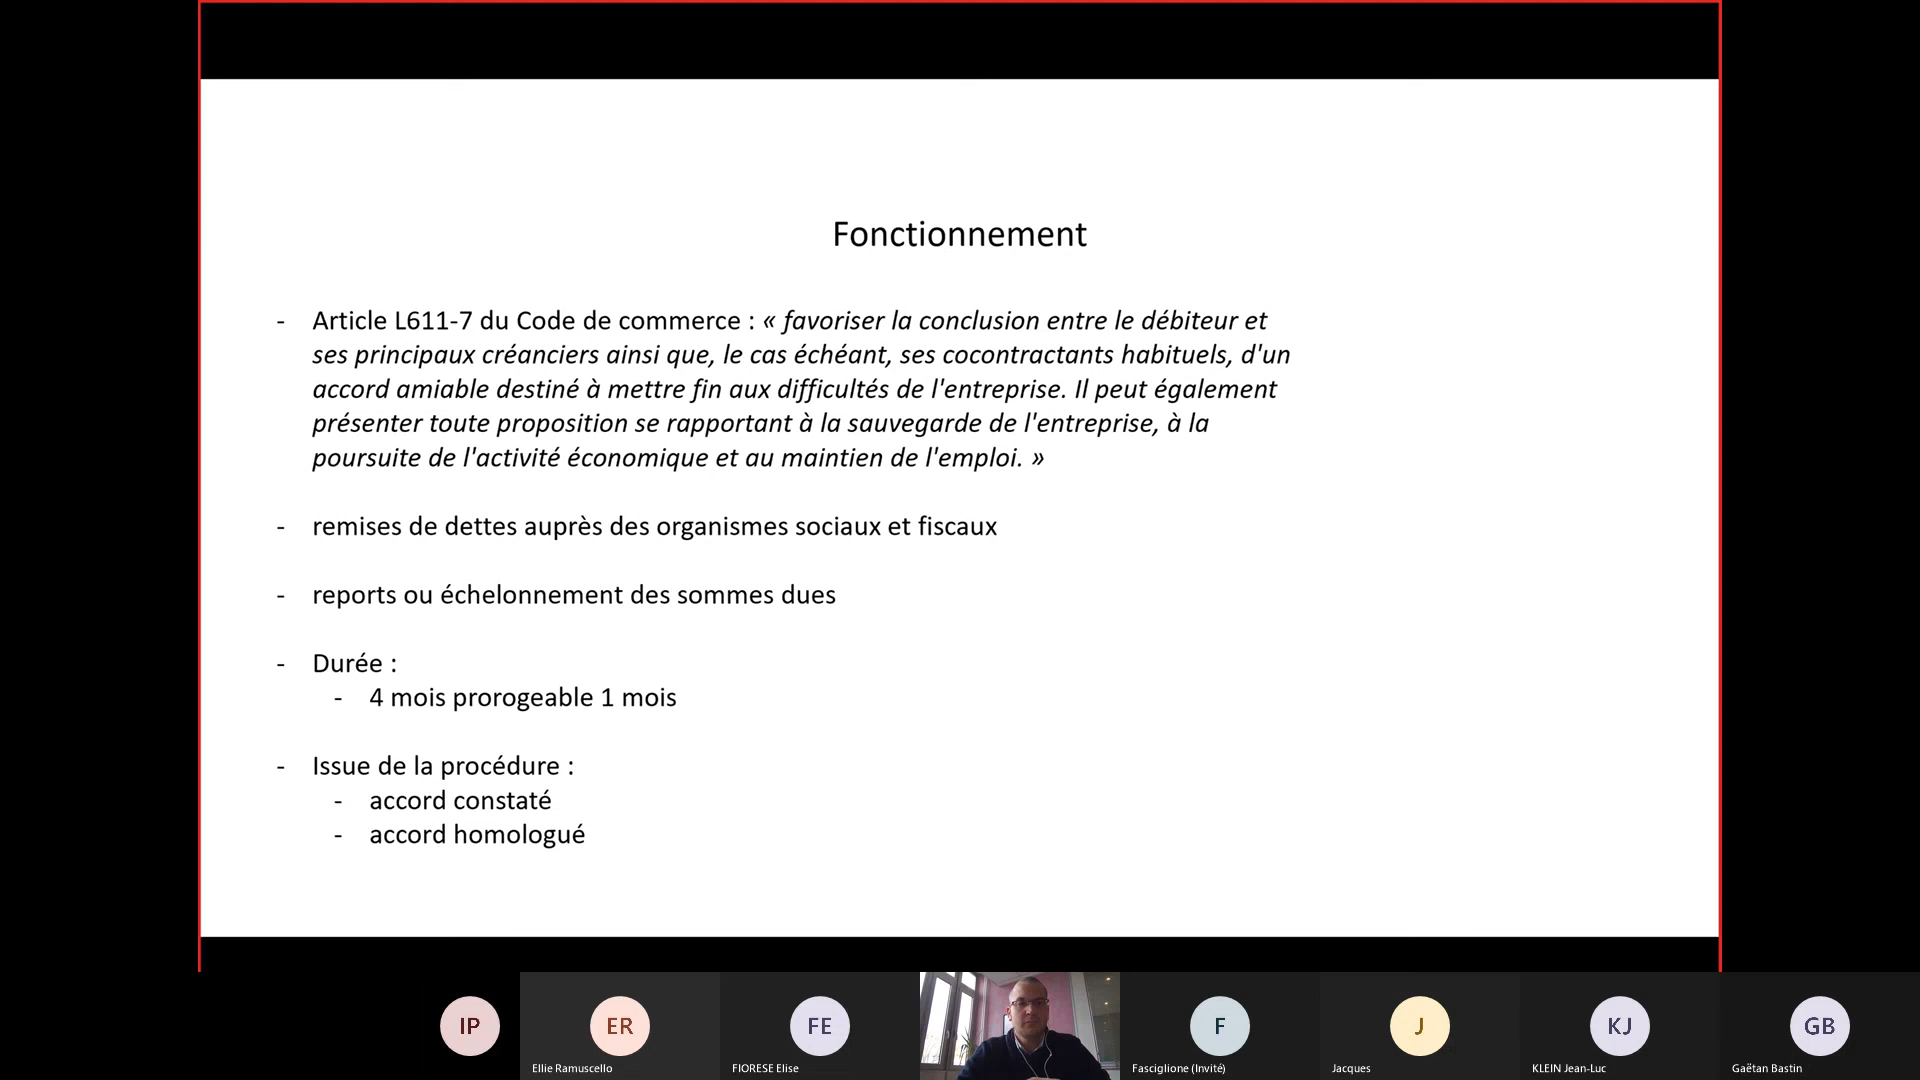 Fonctionnement
- Article L611-7 du Code de commerce : « favoriser la conclusion entre le débiteur et
ses principaux créanciers ainsi que, le cas échéant, ses cocontractants habituels, d'un
accord amiable destiné à mettre fin aux difficultés de l'entreprise. Il peut également
présenter toute proposition se rapportant à la sauvegarde de l'entreprise, à la
poursuite de l'activité économique et au maintien de l'emploi. »
- remises de dettes auprès des organismes sociaux et fiscaux
- reports ou échelonnement des sommes dues
- Durée :
- 4 mois prorogeable 1 mois
- Issue de la procédure :
- accord constaté
- accord homologué
IP
ER
FE
F
J
KJ
GB
Ellie Ramuscello
FIORESE Elise
Fasciglione (Invité)
Jacques
KLEIN Jean-Luc
Gaëtan Bastin